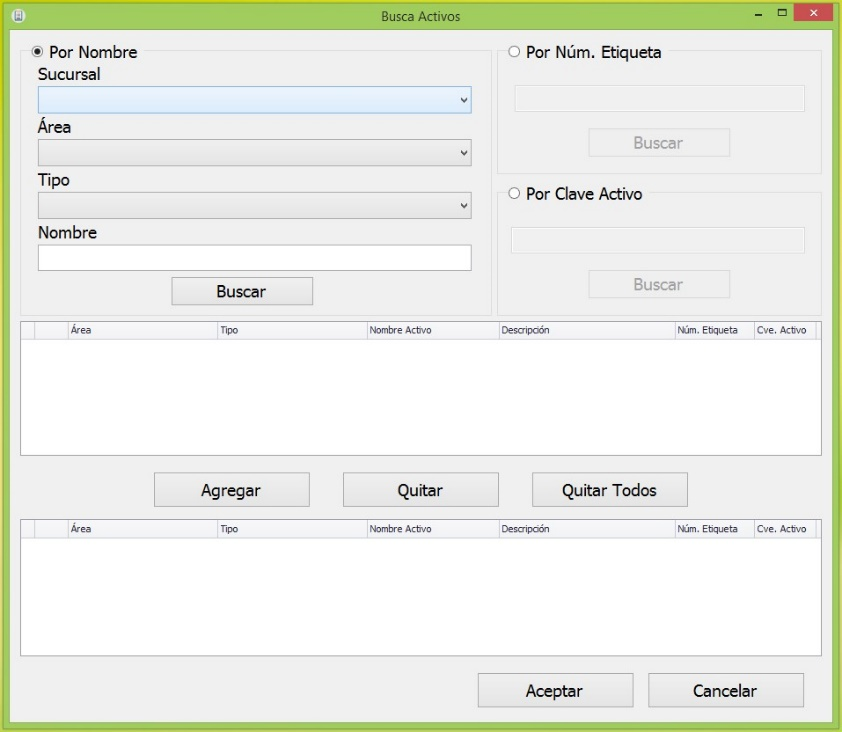 Busca Activos
Por Nombre
Sucursal
Área
Tipo
Nombre
Buscar
Por Núm. Etiqueta
Buscar
Por Clave Activo
Buscar
Área Tipo Nombre Activo Descripción Núm. Etiqueta Cve. Activo
Agregar Quitar Quitar Todos
Área Tipo Nombre Activo Descripción Núm. Etiqueta Cve. Activo
Aceptar Cancelar